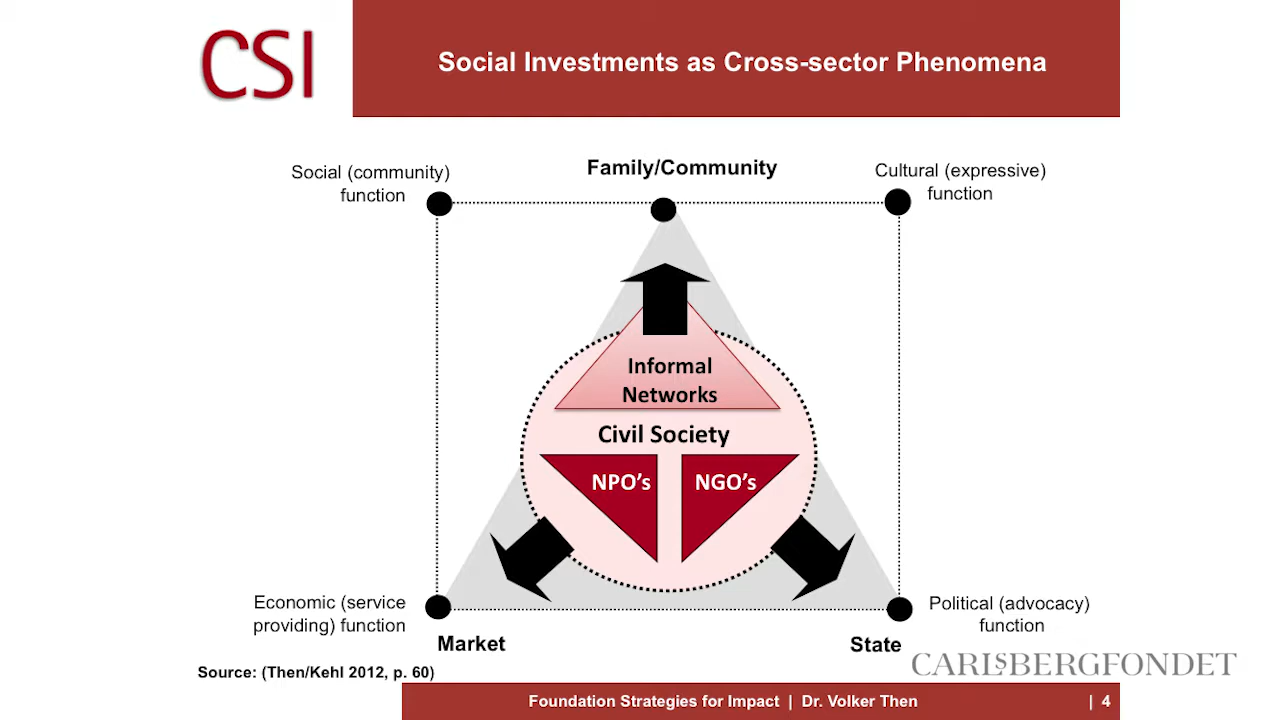 CSI
Social Investments as Cross-sector Phenomena
Social (community)
function
Family/Community
Cultural (expressive)
function
Informal
Networks
Civil Society
NPO’s
NGO’s
Economic (service
providing) function
Market
State
Political (advocacy)
function
Source: (Then/Kehl 2012, p. 60)
CARLSBERGFONDET
Foundation Strategies for Impact | Dr. Volker Then
| 4